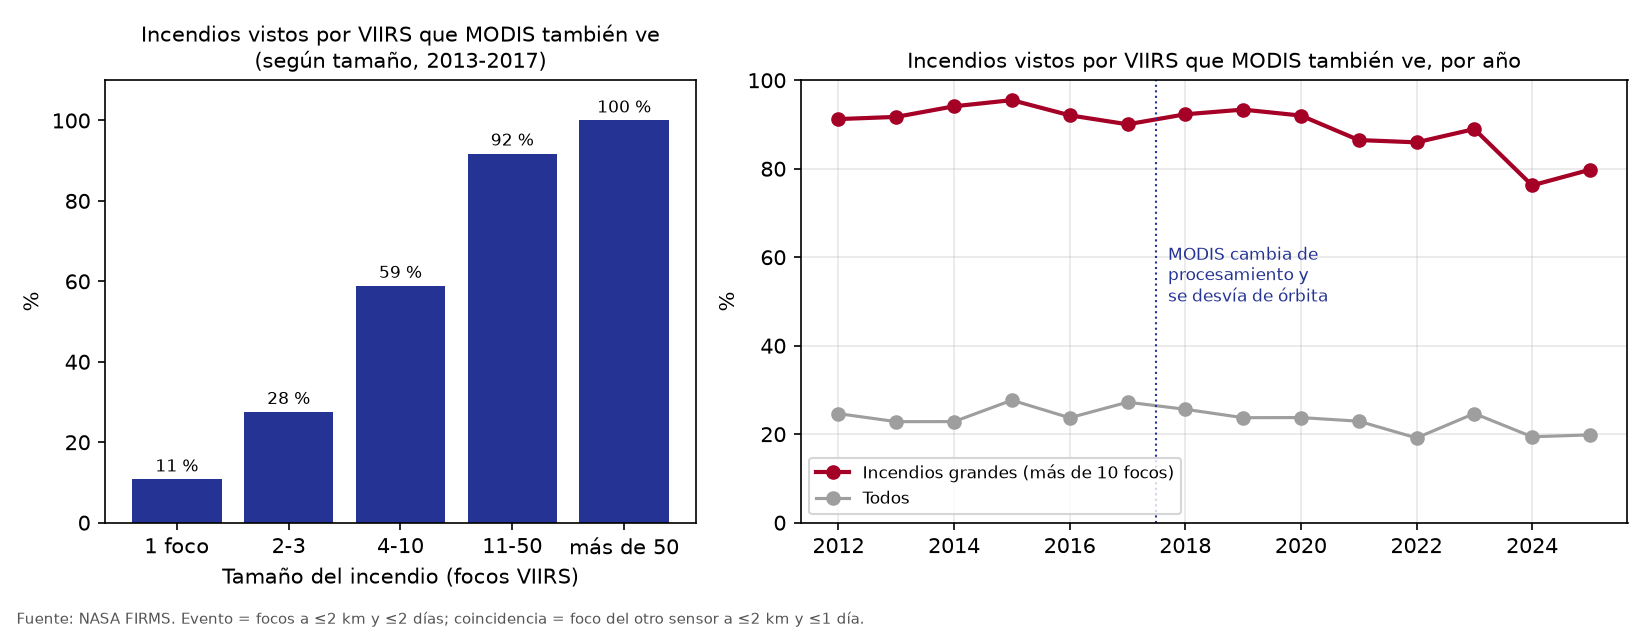 Incendios vistos por VIIRS que MODIS también ve
(según tamaño, 2013-2017)
%
100
80
60
40
20
0
11 %
28 %
59 %
92 %
100 %
1 foco
2-3
4-10
11-50
más de 50
Tamaño del incendio (focos VIIRS)
Incendios vistos por VIIRS que MODIS también ve, por año
%
100
80
60
40
20
0
MODIS cambia de
procesamiento y
se desvía de órbita
Incendios grandes (más de 10 focos)
Todos
2012
2014
2016
2018
2020
2022
2024
Fuente: NASA FIRMS. Evento = focos a ≤2 km y ≤2 días; coincidencia = foco del otro sensor a ≤2 km y ≤1 día.